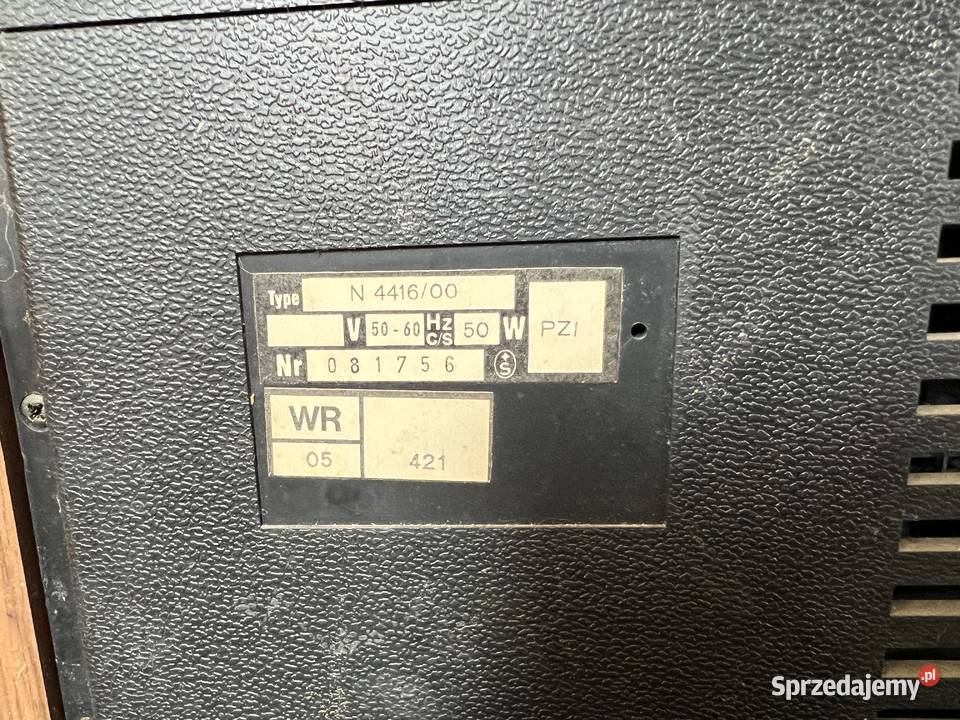 Type N 4416/00
V 50-60 Hz C/S 50 W PZI
Nr 081756 S
WR
05 421
Sprzedajemy.pl